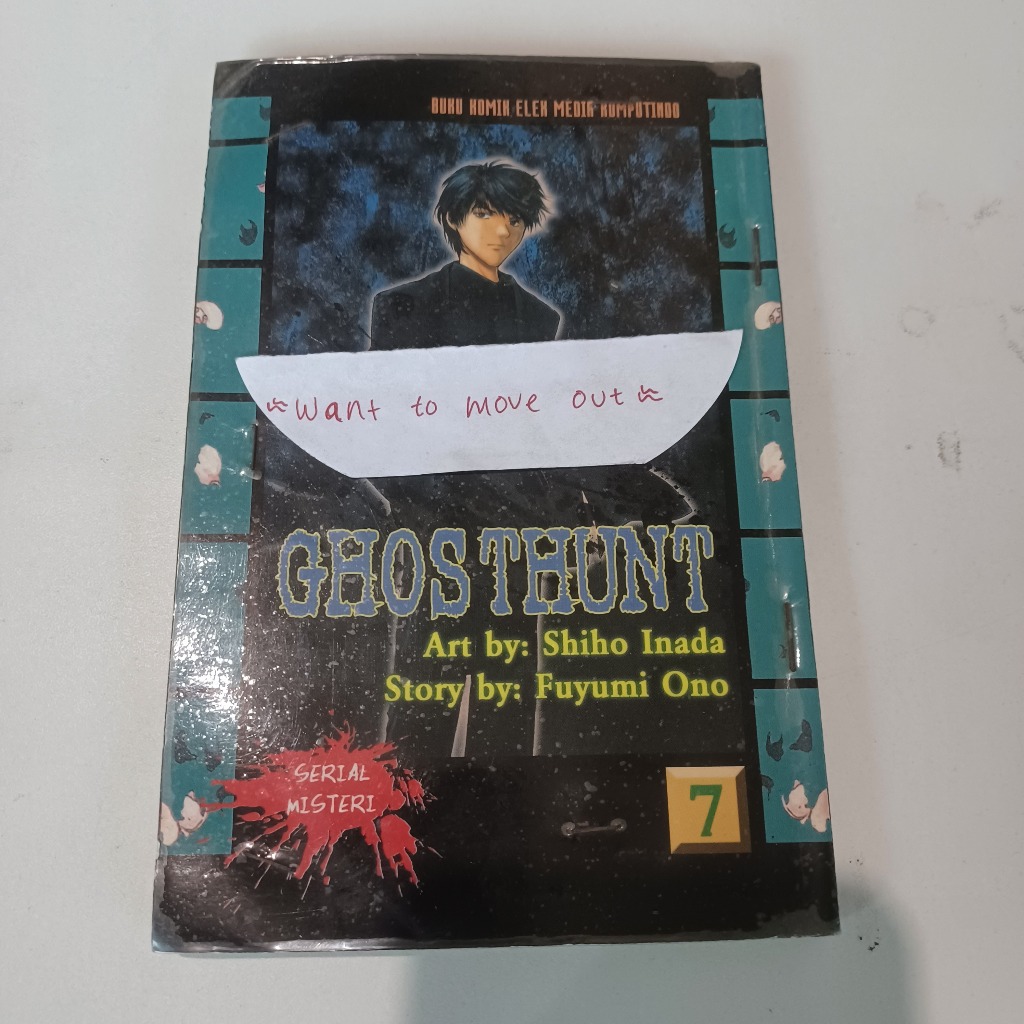 BUKU KOMIK ELEX MEDIA KOMPUTINDO
~Want to move out~
GHOST HUNT
Art by: Shiho Inada
Story by: Fuyumi Ono
SERIAL
MISTERI
7